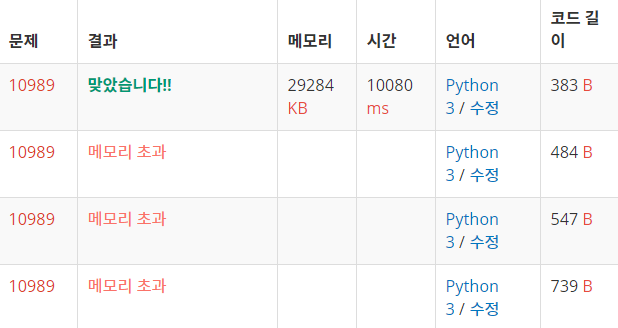 문제 결과 메모리 시간 언어 코드 길이
10989 맞았습니다!! 29284 KB 10080 ms Python 3 / 수정 383 B
10989 메모리 초과 Python 3 / 수정 484 B
10989 메모리 초과 Python 3 / 수정 547 B
10989 메모리 초과 Python 3 / 수정 739 B